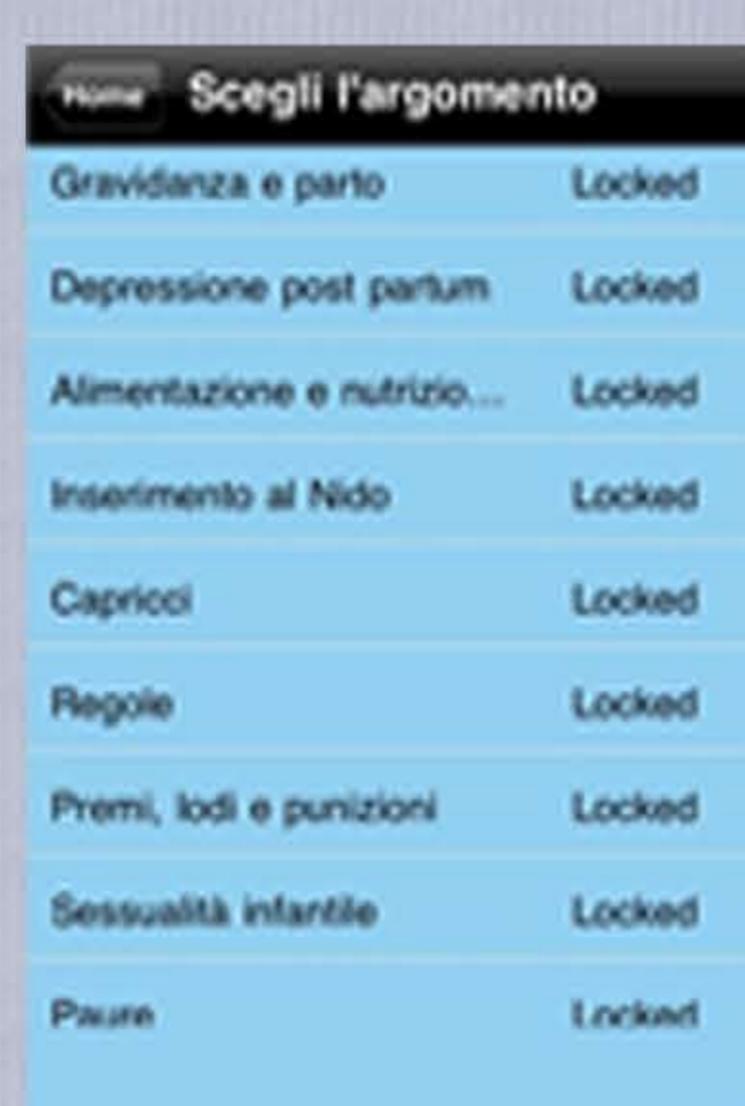 Home Scegli l'argomento
Gravidanza e parto Locked
Depressione post partum Locked
Alimentazione e nutrizio... Locked
Inserimento al Nido Locked
Capricci Locked
Regole Locked
Premi, lodi e punizioni Locked
Sessualità infantile Locked
Paure Locked